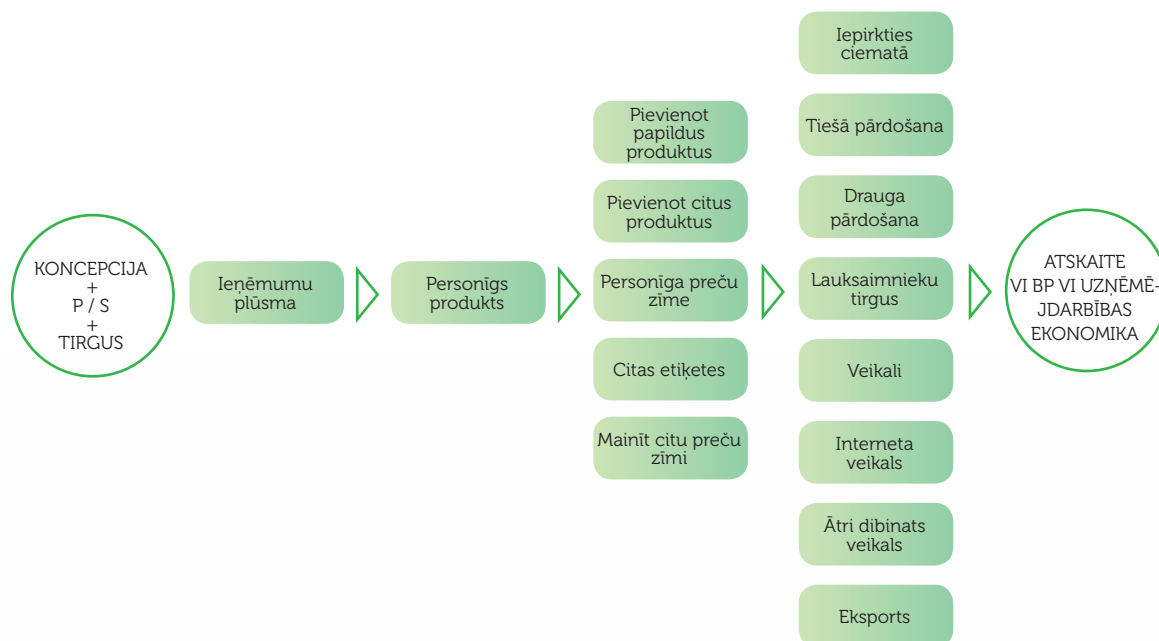 KONCEPCIJA
+
P / S
+
TIRGUS
Ieņēmumu
plūsma
Personīgs
produkts
Pievienot
papildus
produktus
Pievienot citus
produktus
Personīga preču
zīme
Citas etiķetes
Mainīt citu preču
zīmi
Iepirkties
ciematā
Tiešā pārdošana
Drauga
pārdošana
Lauksaimnieku
tirgus
Veikali
Interneta
veikals
Ātri dibinats
veikals
Eksports
ATSKAITE
VI BP VI UZŅĒMĒ-
JDARBĪBAS
EKONOMIKA